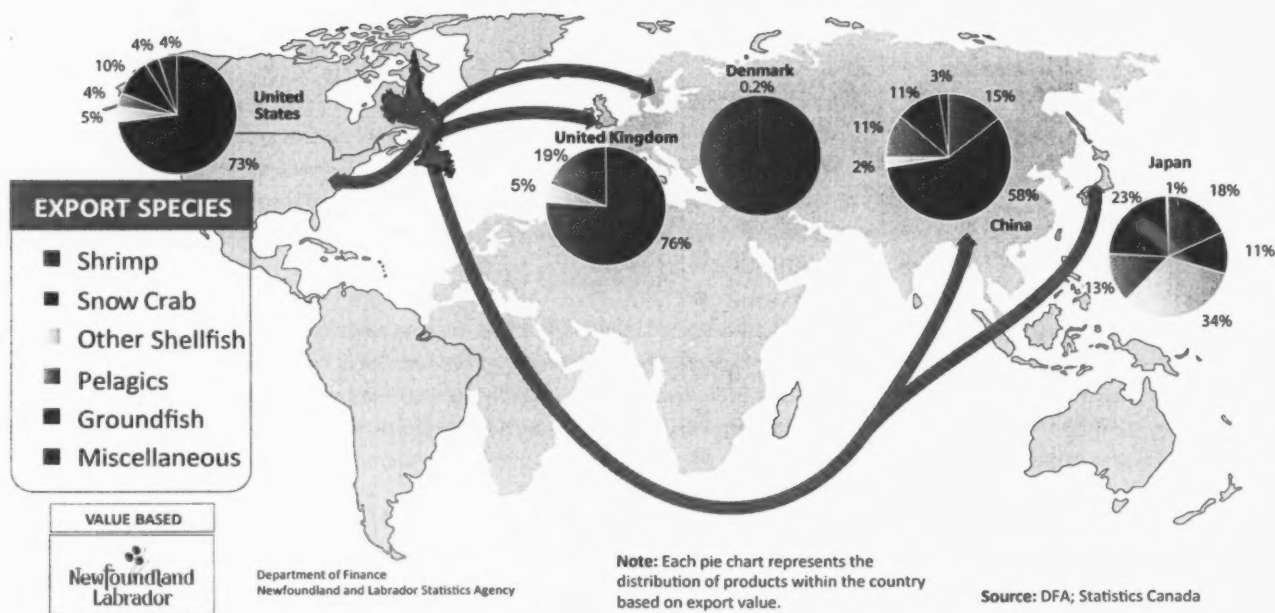 4% 4%
10%
4%
5%
73%
United
States
United Kingdom
19%
5%
76%
Denmark
0.2%
3%
11%
15%
11%
2%
58%
China
Japan
23%
1%
18%
11%
13%
34%
EXPORT SPECIES
Shrimp
Snow Crab
Other Shellfish
Pelagics
Groundfish
Miscellaneous
VALUE BASED
Newfoundland
Labrador
Department of Finance
Newfoundland and Labrador Statistics Agency
Note: Each pie chart represents the
distribution of products within the country
based on export value.
Source: DFA; Statistics Canada